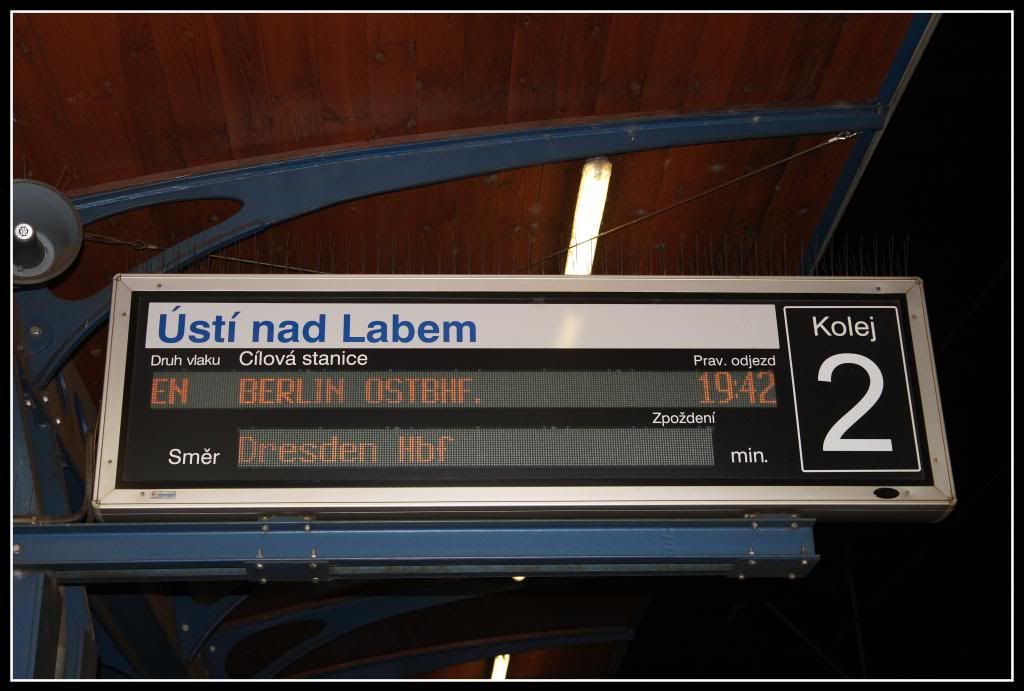 Ústí nad Labem
Druh vlaku Cílová stanice Prav. odjezd
EN BERLIN OSTBHF. 19:42
Zpoždění
Směr Dresden Hbf min.
Kolej
2